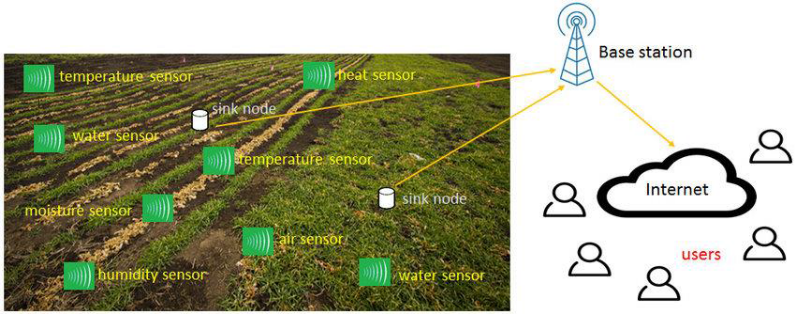 temperature sensor
heat sensor
Base station
sink node
water sensor
temperature sensor
Internet
moisture sensor
sink node
air sensor
users
humidity sensor
water sensor